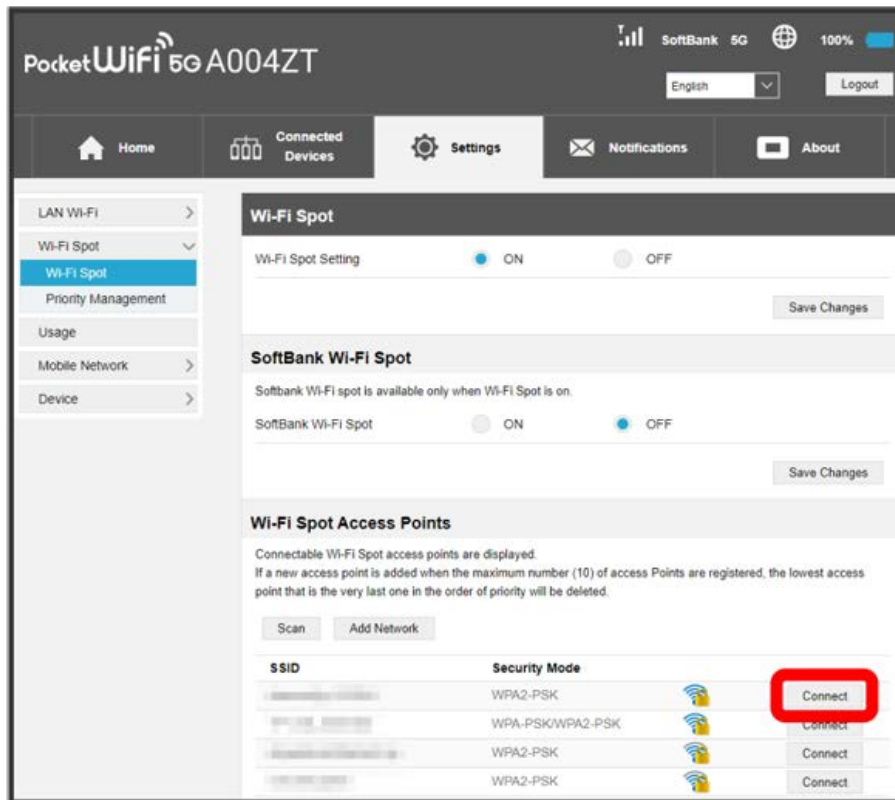 Pocket WiFi 5G A004ZT
SoftBank 5G 100%
English Logout
Home Connected Devices Settings Notifications About
LAN Wi-Fi
Wi-Fi Spot
Wi-Fi Spot
Priority Management
Usage
Mobile Network
Device
Wi-Fi Spot
Wi-Fi Spot Setting ON OFF
Save Changes
SoftBank Wi-Fi Spot
Softbank Wi-Fi spot is available only when Wi-Fi Spot is on.
SoftBank Wi-Fi Spot ON OFF
Save Changes
Wi-Fi Spot Access Points
Connectable Wi-Fi Spot access points are displayed.
If a new access point is added when the maximum number (10) of access Points are registered, the lowest access
point that is the very last one in the order of priority will be deleted.
Scan Add Network
SSID Security Mode
WPA2-PSK Connect
WPA-PSK/WPA2-PSK Connect
WPA2-PSK Connect
WPA2-PSK Connect